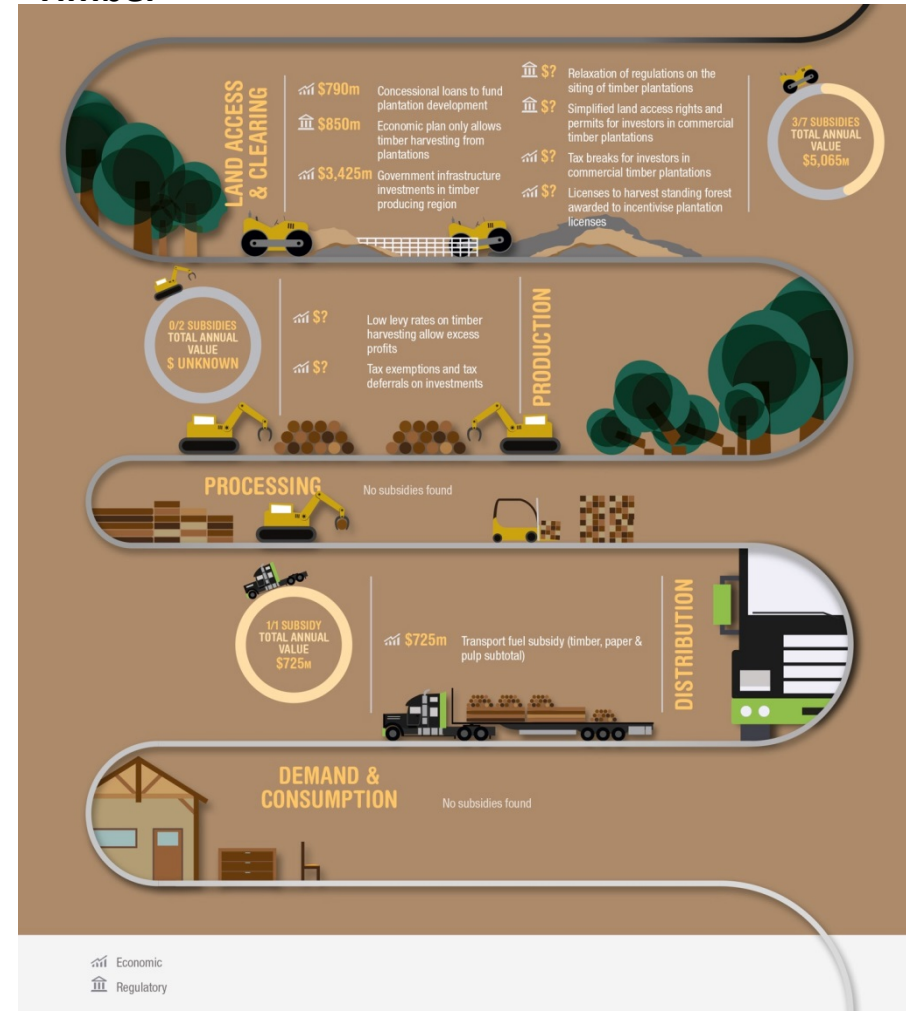 LAND ACCESS
& CLEARING
$790m Concessional loans to fund
plantation development
$850m Economic plan only allows
timber harvesting from
plantations
$3,425m Government infrastructure
investments in timber
producing region
$? Relaxation of regulations on the
siting of timber plantations
$? Simplified land access rights and
permits for investors in commercial
timber plantations
$? Tax breaks for investors in
commercial timber plantations
$? Licenses to harvest standing forest
awarded to incentivise plantation
licenses
3/7 SUBSIDIES
TOTAL ANNUAL
VALUE
$5,065M
0/2 SUBSIDIES
TOTAL ANNUAL
VALUE
$ UNKNOWN
$? Low levy rates on timber
harvesting allow excess
profits
$? Tax exemptions and tax
deferrals on investments
PRODUCTION
PROCESSING
No subsidies found
1/1 SUBSIDY
TOTAL ANNUAL
VALUE
$725M
$725m Transport fuel subsidy (timber, paper &
pulp subtotal)
DISTRIBUTION
DEMAND &
CONSUMPTION
No subsidies found
Economic
Regulatory